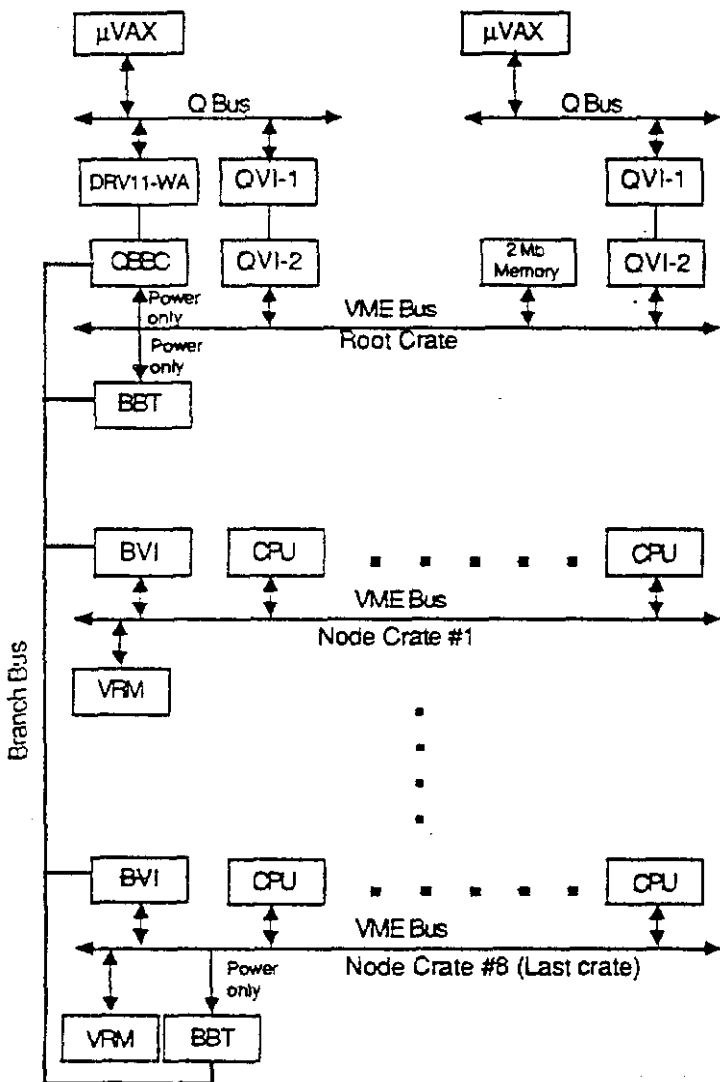 μVAX
μVAX
Q Bus
Q Bus
DRV11-WA
QVI-1
QVI-1
QBBC
QVI-2
2 Mb
Memory
QVI-2
Power
only
VME Bus
Root Crate
Power
only
BBT
BVI
CPU
CPU
VME Bus
Node Crate #1
VRM
Branch Bus
BVI
CPU
CPU
VME Bus
Node Crate #8 (Last crate)
Power
only
VRM
BBT